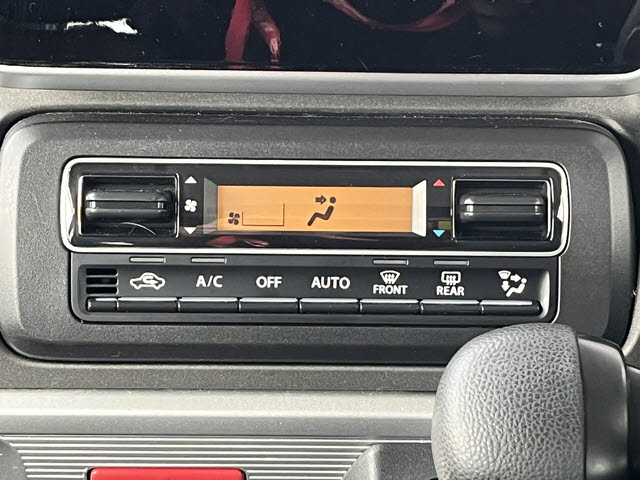 A/C OFF AUTO FRONT REAR